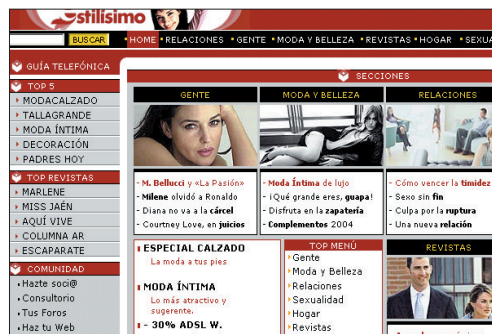 estilísimo
BUSCAR
• HOME • RELACIONES • GENTE • MODA Y BELLEZA • REVISTAS • HOGAR • SEXUA
GUÍA TELEFÓNICA
TOP 5
MODACALZADO
TALLAGRANDE
MODA ÍNTIMA
DECORACIÓN
PADRES HOY
TOP REVISTAS
MARLENE
MISS JAÉN
AQUÍ VIVE
COLUMNA AR
ESCAPARATE
COMUNIDAD
Hazte soci@
Consultorio
Tus Foros
Haz tu Web
SECCIONES
GENTE
- M. Bellucci y «La Pasión»
- Milene olvidó a Ronaldo
- Diana no va a la cárcel
- Courtney Love, en juicios
MODA Y BELLEZA
- Moda Íntima de lujo
- ¡Qué grande eres, guapa!
- Disfruta en la zapatería
- Complementos 2004
RELACIONES
- Cómo vencer la timidez
- Sexo sin fin
- Culpa por la ruptura
- Una nueva relación
ESPECIAL CALZADO
La moda a tus pies
MODA ÍNTIMA
Lo más atractivo y
sugerente.
- 30% ADSL W.
TOP MENÚ
Gente
Moda y Belleza
Relaciones
Sexualidad
Hogar
Revistas
REVISTAS